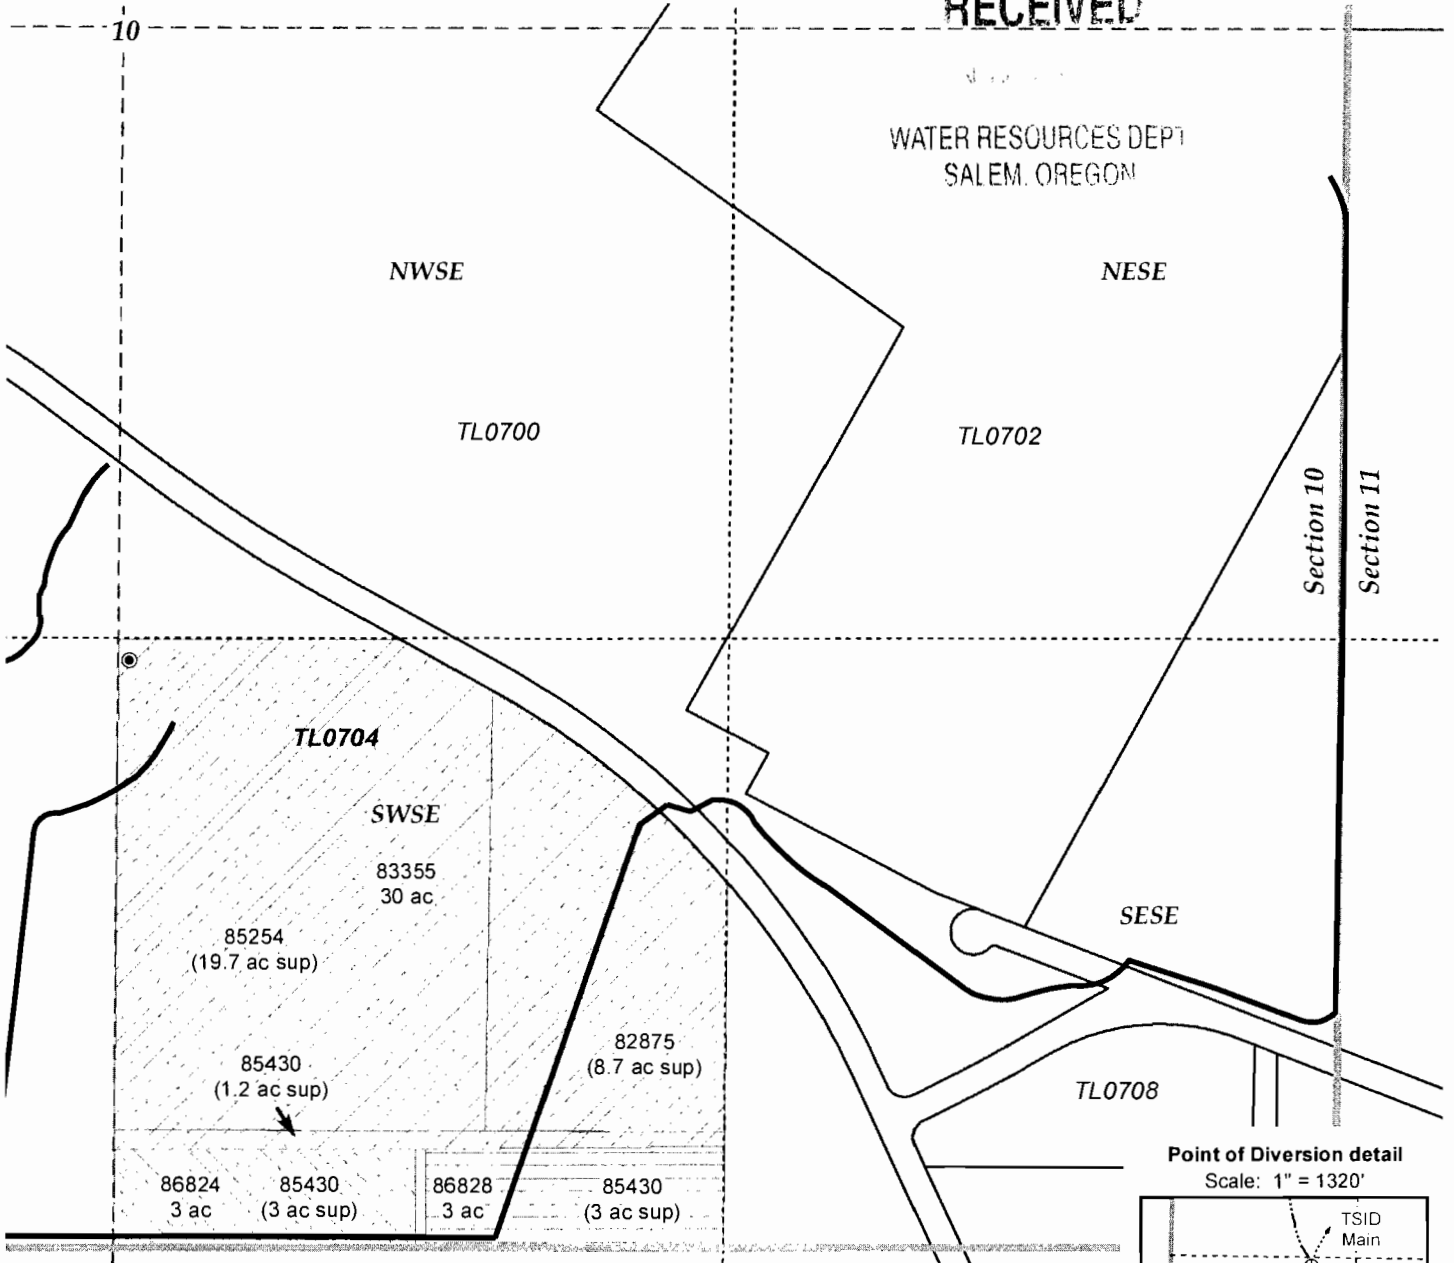 RECEIVED
10
WATER RESOURCES DEPT
SALEM, OREGON
NWSE
NESE
TL0700
TL0702
Section 10
Section 11
TL0704
SWSE
83355
30 ac
85254
(19.7 ac sup)
SESE
82875
(8.7 ac sup)
85430
(1.2 ac sup)
TL0708
Point of Diversion detail
Scale: 1" = 1320'
86824
3 ac
85430
(3 ac sup)
86828
3 ac
85430
(3 ac sup)
TSID
Main